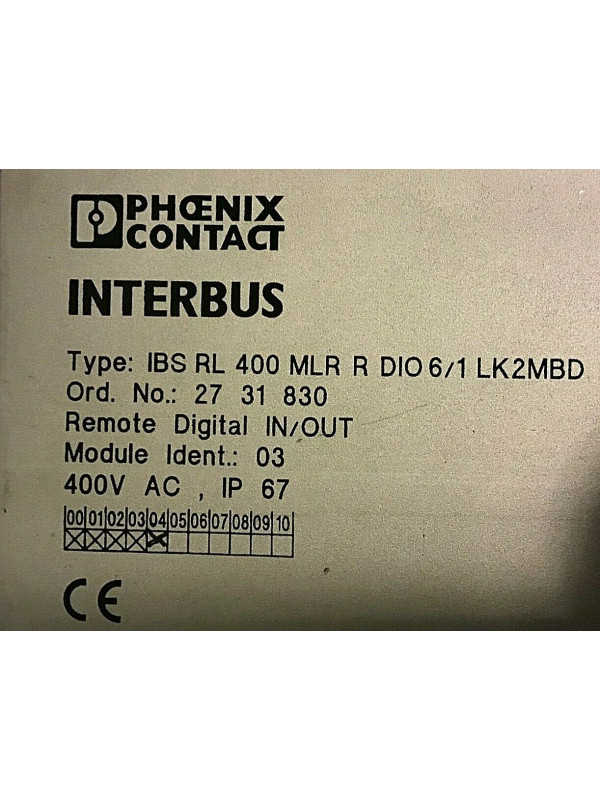 PHŒNIX
CONTACT
INTERBUS
Type: IBS RL 400 MLR R DIO 6/1 LK2MBD
Ord. No.: 27 31 830
Remote Digital IN/OUT
Module Ident.: 03
400V AC , IP 67
00 01 02 03 04 05 06 07 08 09 10
CE